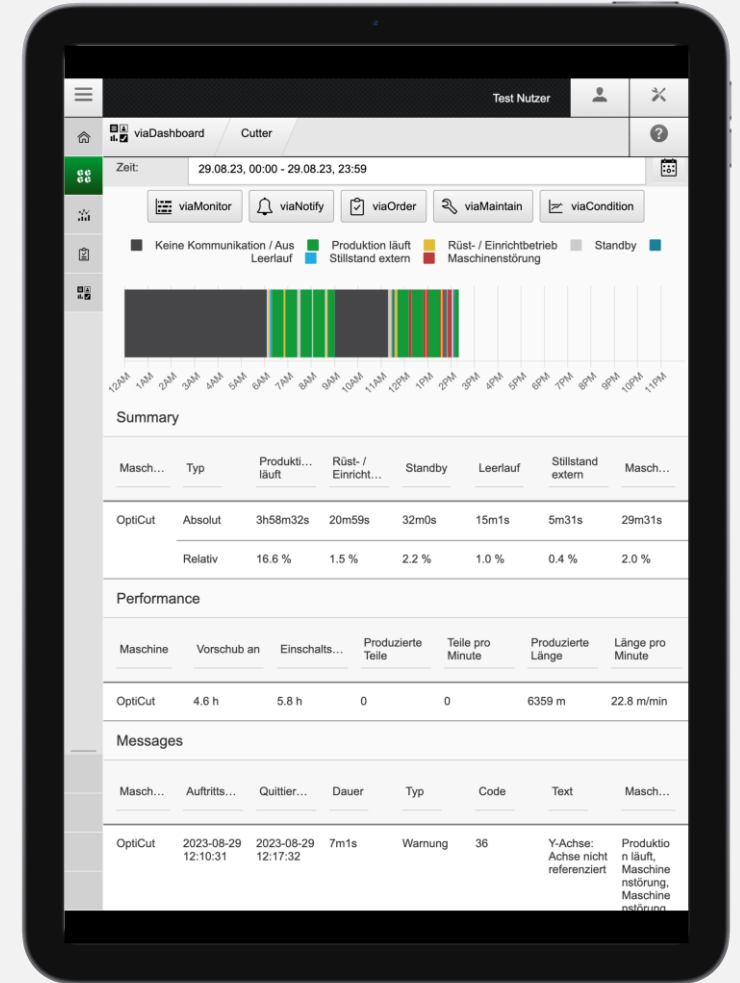 Test Nutzer
viaDashboard Cutter
Zeit: 29.08.23, 00:00 - 29.08.23, 23:59
viaMonitor viaNotify viaOrder viaMaintain viaCondition
Keine Kommunikation / Aus Produktion läuft Rüst- / Einrichtbetrieb Standby
Leerlauf Stillstand extern Maschinenstörung
12AM 1AM 2AM 3AM 4AM 5AM 6AM 7AM 8AM 9AM 10AM 11AM 12PM 1PM 2PM 3PM 4PM 5PM 6PM 7PM 8PM 9PM 10PM 11PM
Summary
Masch... Typ Produkti... läuft Rüst- / Einricht... Standby Leerlauf Stillstand extern Masch...
OptiCut Absolut 3h58m32s 20m59s 32m0s 15m1s 5m31s 29m31s
Relativ 16.6 % 1.5 % 2.2 % 1.0 % 0.4 % 2.0 %
Performance
Maschine Vorschub an Einschalts... Produzierte Teile Teile pro Minute Produzierte Länge Länge pro Minute
OptiCut 4.6 h 5.8 h 0 0 6359 m 22.8 m/min
Messages
Masch... Auftritts... Quittier... Dauer Typ Code Text Masch...
OptiCut 2023-08-29 12:10:31 2023-08-29 12:17:32 7m1s Warnung 36 Y-Achse: Achse nicht referenziert Produktio n läuft, Maschine nstörung, Maschine nstörung